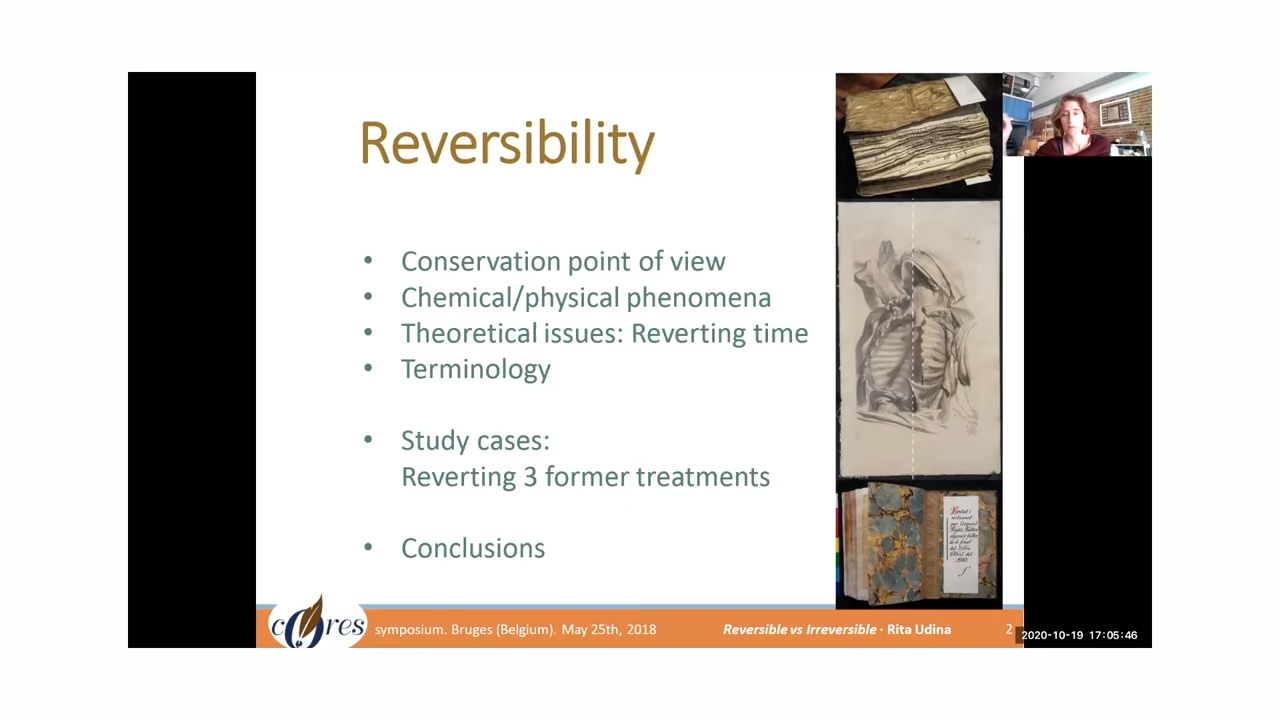 Reversibility
• Conservation point of view
• Chemical/physical phenomena
• Theoretical issues: Reverting time
• Terminology
• Study cases:
Reverting 3 former treatments
• Conclusions
cores symposium. Bruges (Belgium). May 25th, 2018 Reversible vs Irreversible · Rita Udina 2
2020-10-19 17:05:46